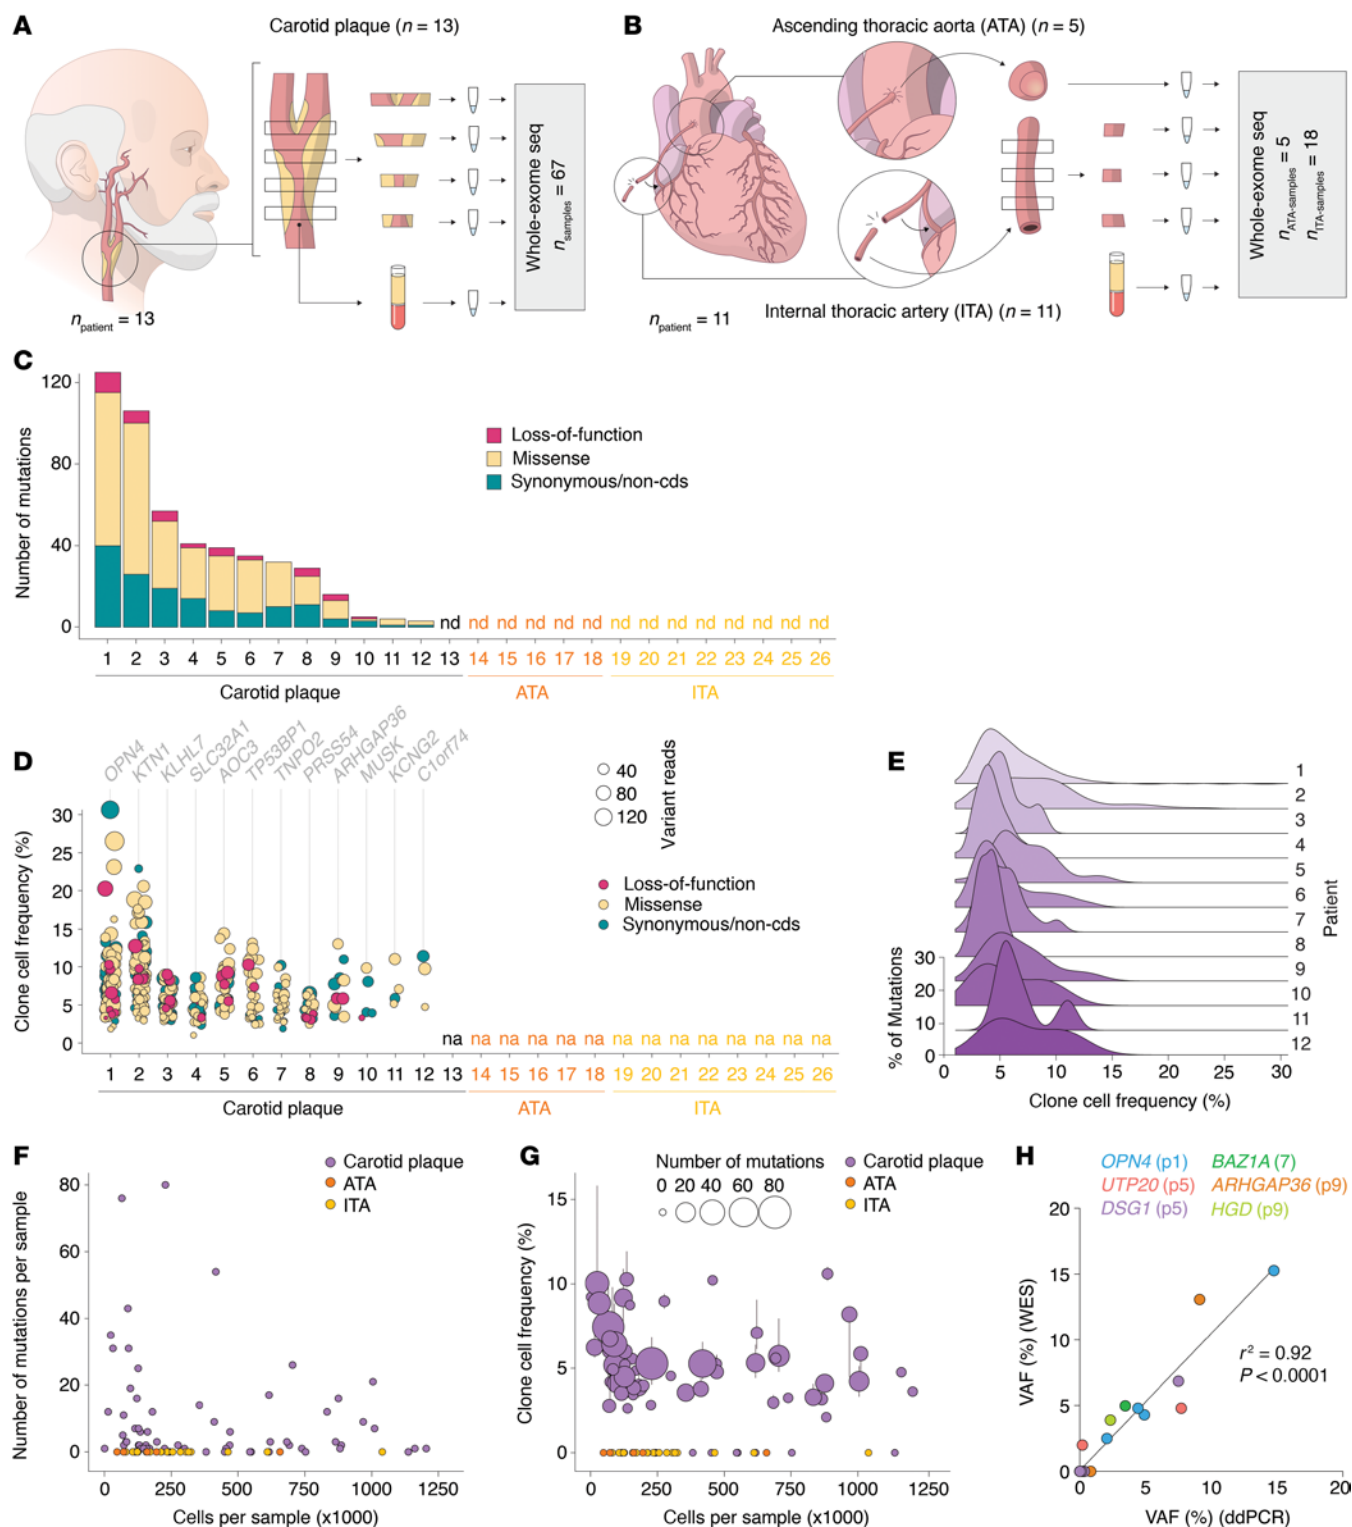 A
Carotid plaque (n = 13)
Whole-exome seq
n samples = 67
n patient = 13
B
Ascending thoracic aorta (ATA) (n = 5)
Whole-exome seq
n ATA-samples = 5
n ITA-samples = 18
n patient = 11
Internal thoracic artery (ITA) (n = 11)
C
Number of mutations
120
80
40
0
Loss-of-function
Missense
Synonymous/non-cds
nd nd nd nd nd nd nd nd nd nd nd nd nd nd
1 2 3 4 5 6 7 8 9 10 11 12 13 14 15 16 17 18 19 20 21 22 23 24 25 26
Carotid plaque ATA ITA
D
OPN4 KTN1 KLHL7 SLC32A1 AOC3 TP53BP1 TNPO2 PRSS54 ARHGAP36 MUSK KCNG2 C1orf74
Clone cell frequency (%)
30
25
20
15
10
5
0
40
80
120
Variant reads
Loss-of-function
Missense
Synonymous/non-cds
na na na na na na na na na na na na na na
1 2 3 4 5 6 7 8 9 10 11 12 13 14 15 16 17 18 19 20 21 22 23 24 25 26
Carotid plaque ATA ITA
E
1
2
3
4
5
6
7
8
9
10
11
12
Patient
% of Mutations
30
20
10
0
0 5 10 15 20 25 30
Clone cell frequency (%)
F
Number of mutations per sample
80
60
40
20
0
Carotid plaque
ATA
ITA
0 250 500 750 1000 1250
Cells per sample (x1000)
G
Clone cell frequency (%)
15
10
5
0
Number of mutations
0 20 40 60 80
Carotid plaque
ATA
ITA
0 250 500 750 1000 1250
Cells per sample (x1000)
H
OPN4 (p1) BAZ1A (7)
UTP20 (p5) ARHGAP36 (p9)
DSG1 (p5) HGD (p9)
VAF (%) (WES)
20
15
10
5
0
r2 = 0.92
P < 0.0001
0 5 10 15 20
VAF (%) (ddPCR)